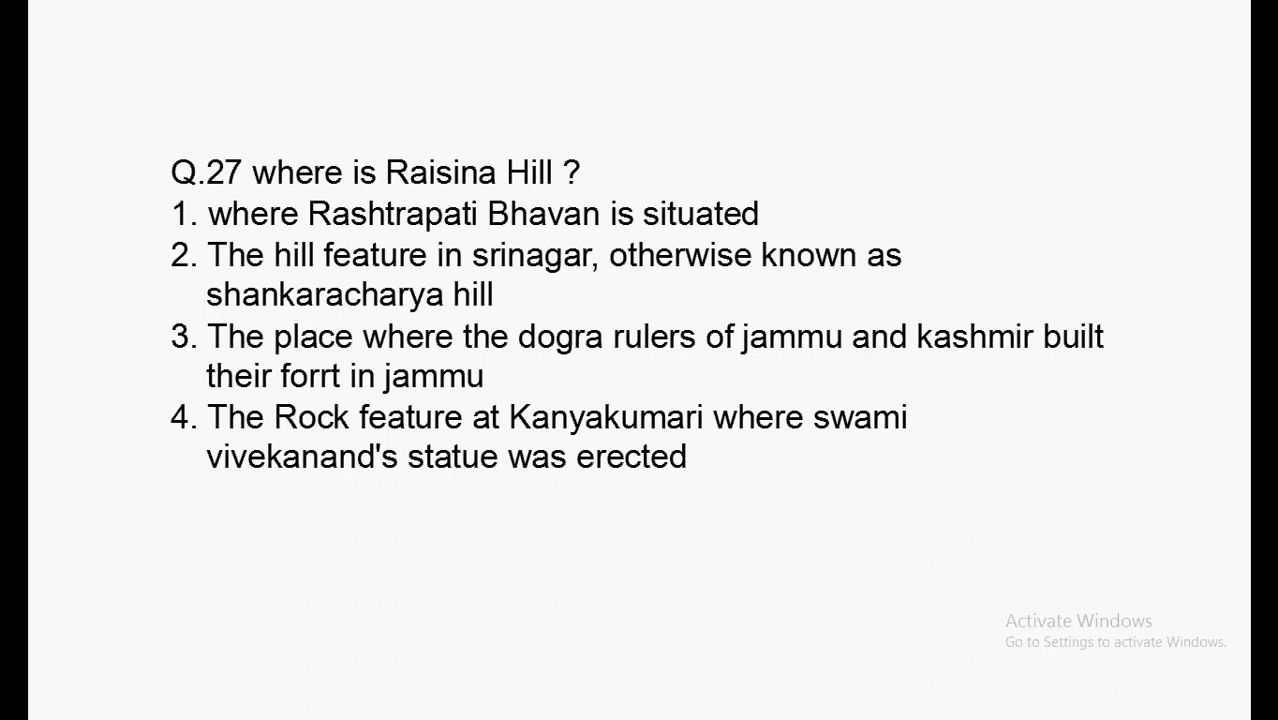 Q.27 where is Raisina Hill ?
1. where Rashtrapati Bhavan is situated
2. The hill feature in srinagar, otherwise known as
shankaracharya hill
3. The place where the dogra rulers of jammu and kashmir built
their forrt in jammu
4. The Rock feature at Kanyakumari where swami
vivekanand's statue was erected
Activate Windows
Go to Settings to activate Windows.